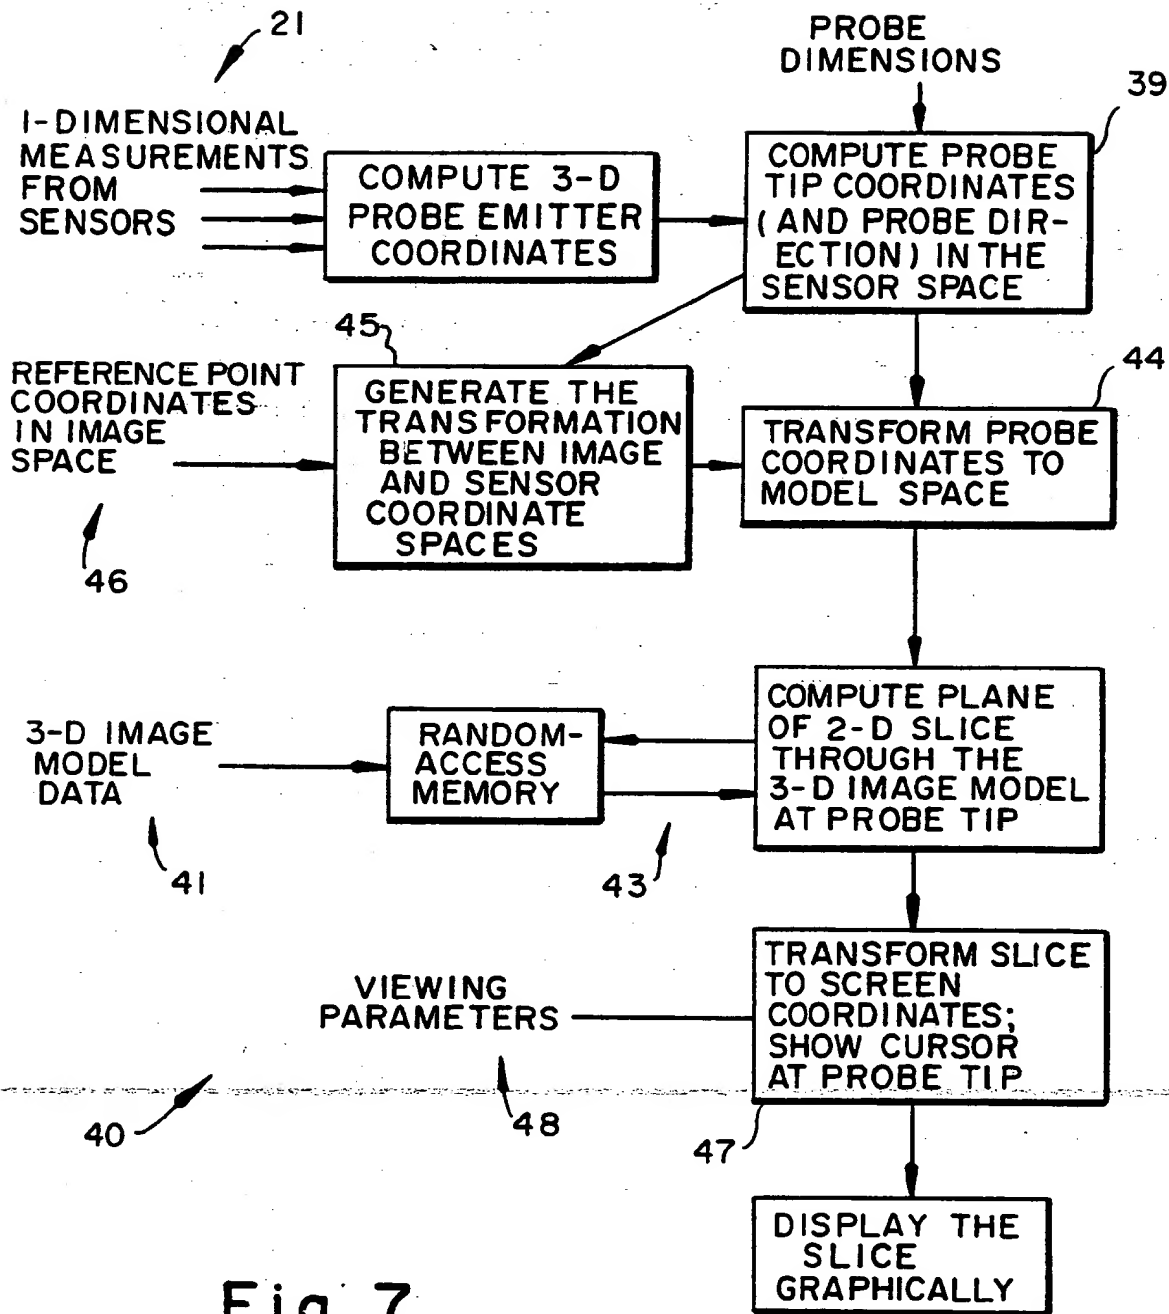 21
PROBE
DIMENSIONS
39
1-DIMENSIONAL
MEASUREMENTS
FROM
SENSORS
COMPUTE 3-D
PROBE EMITTER
COORDINATES
COMPUTE PROBE
TIP COORDINATES
(AND PROBE DIR-
ECTION) IN THE
SENSOR SPACE
45
44
REFERENCE POINT
COORDINATES
IN IMAGE
SPACE
46
GENERATE THE
TRANSFORMATION
BETWEEN IMAGE
AND SENSOR
COORDINATE
SPACES
TRANSFORM PROBE
COORDINATES TO
MODEL SPACE
3-D IMAGE
MODEL
DATA
41
RANDOM-
ACCESS
MEMORY
43
COMPUTE PLANE
OF 2-D SLICE
THROUGH THE
3-D IMAGE MODEL
AT PROBE TIP
VIEWING
PARAMETERS
48
40
TRANSFORM SLICE
TO SCREEN
COORDINATES;
SHOW CURSOR
AT PROBE TIP
47
DISPLAY THE
SLICE
GRAPHICALLY
Fig. 7